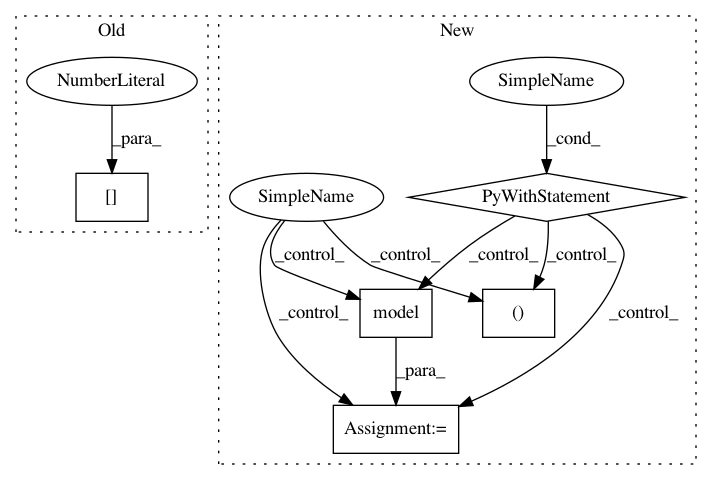 Old
New
NumberLiteral
SimpleName
_para_
_cond_
[]
SimpleName
PyWithStatement
_control_
_control_
_control_
_control_
model
()
_control_
_control_
_para_
Assignment:=